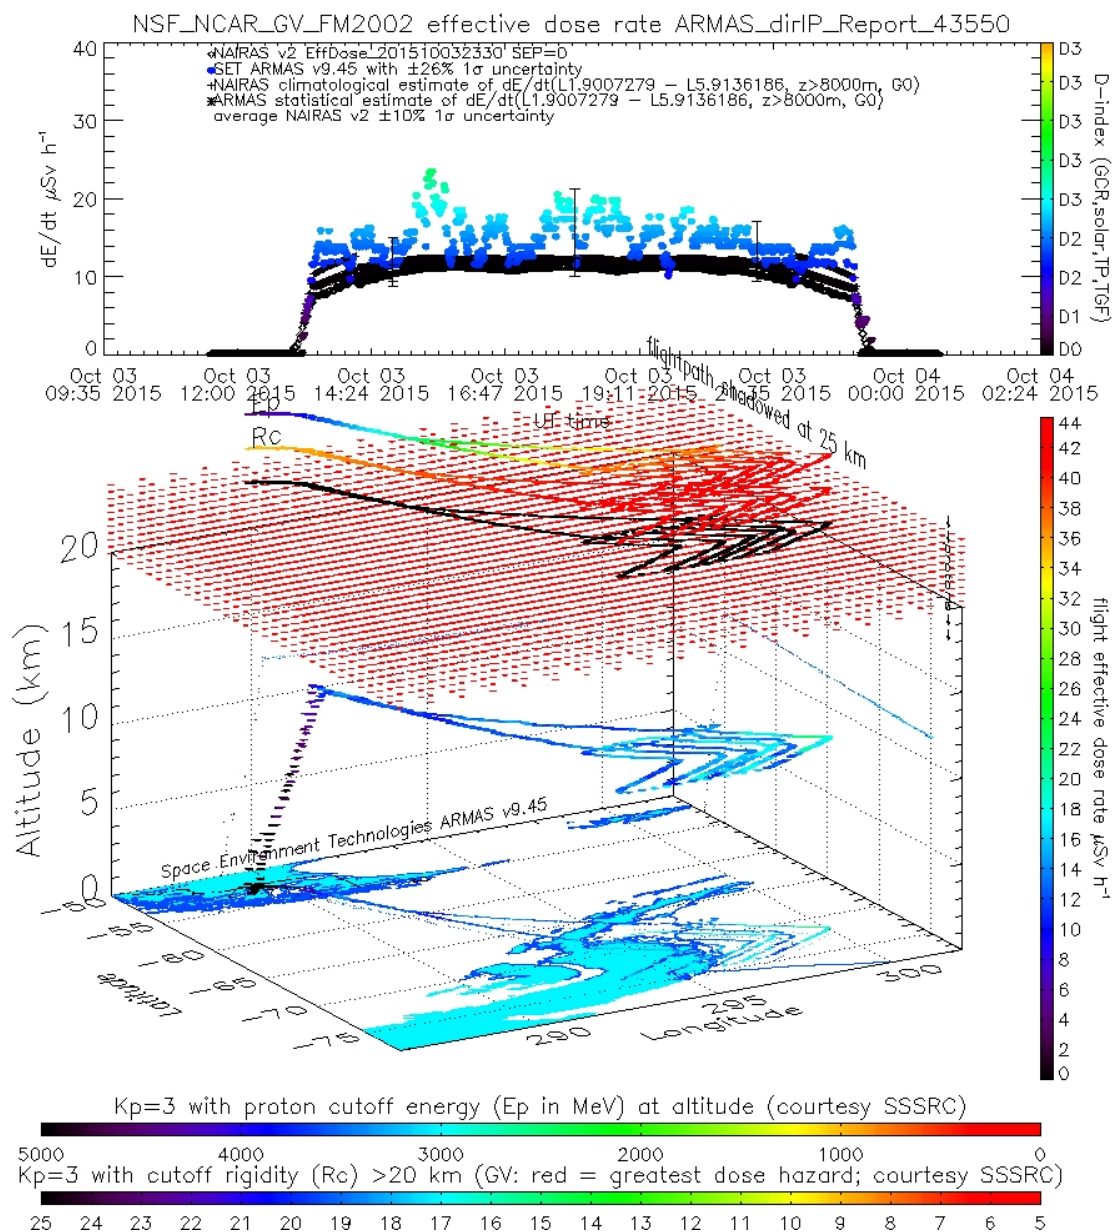 NSF_NCAR_GV_FM2002 effective dose rate ARMAS_dirIP_Report_43550
NAIRAS v2 EffDose_201510032330 SEP=0
SET ARMAS v9.45 with ±26% 1σ uncertainty
NAIRAS climatological estimate of dE/dt(L1.9007279 – L5.9136186, z>8000m, G0)
ARMAS statistical estimate of dE/dt(L1.9007279 – L5.9136186, z>8000m, G0)
average NAIRAS v2 ±10% 1σ uncertainty
40
30
20
10
0
dE/dt μSv h⁻¹
D3
D3
D3
D3
D3
D2
D2
D1
D0
D–index (GCR,solar,TP,TGF)
Oct 03 Oct 03 Oct 03 Oct 03 Oct 03 Oct 03 Oct 04 Oct 04
09:35 2015 12:00 2015 14:24 2015 16:47 2015 19:11 2015 2015 00:00 2015 02:24 2015
UT time
flightpath shadowed at 25 km
Ep
Rc
20
15
10
5
0
Altitude (km)
Space Environment Technologies ARMAS v9.45
−50
−55
−60
−65
−70
−75
Latitude
290
295
300
Longitude
44
42
40
38
36
34
32
30
28
26
24
22
20
18
16
14
12
10
8
6
4
2
0
flight effective dose rate μSv h⁻¹
Kp=3 with proton cutoff energy (Ep in MeV) at altitude (courtesy SSSRC)
5000 4000 3000 2000 1000 0
Kp=3 with cutoff rigidity (Rc) >20 km (GV: red = greatest dose hazard; courtesy SSSRC)
25 24 23 22 21 20 19 18 17 16 15 14 13 12 11 10 9 8 7 6 5